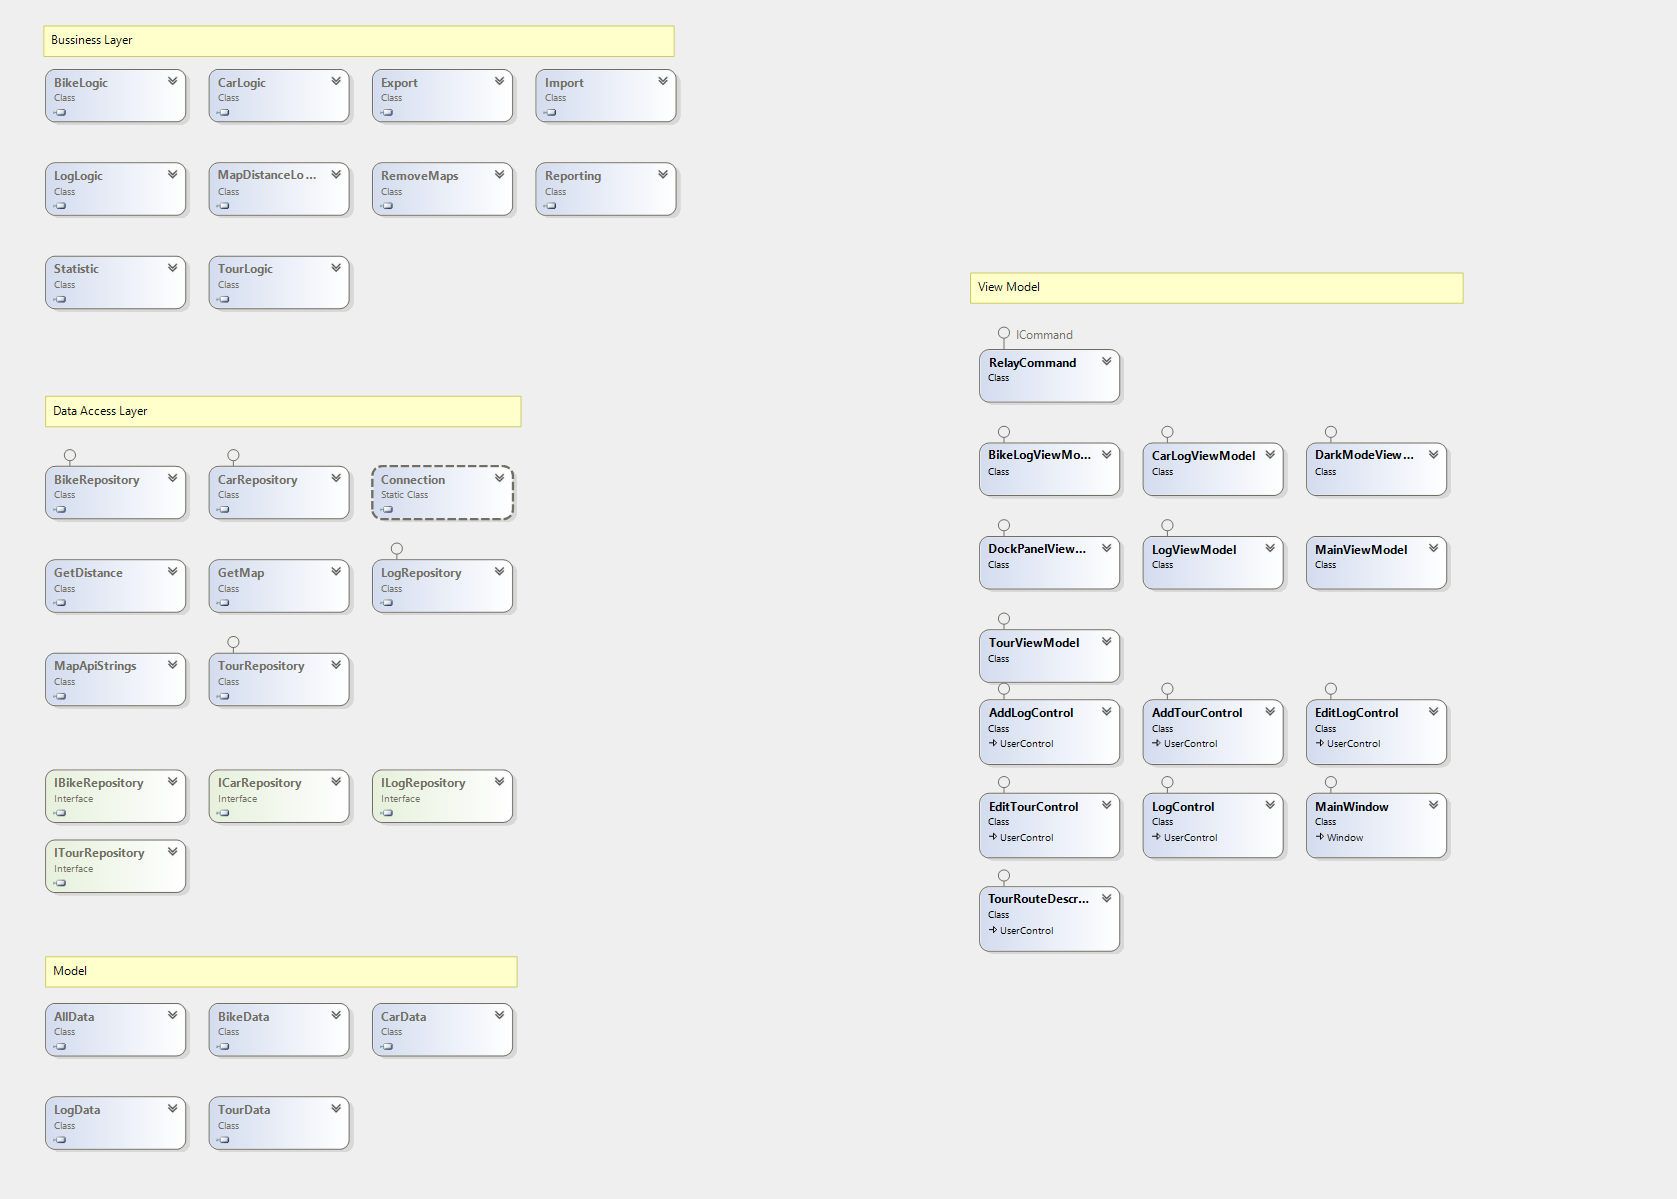 Bussiness Layer
BikeLogic
Class
CarLogic
Class
Export
Class
Import
Class
LogLogic
Class
MapDistanceLo...
Class
RemoveMaps
Class
Reporting
Class
Statistic
Class
TourLogic
Class
Data Access Layer
BikeRepository
Class
CarRepository
Class
Connection
Static Class
GetDistance
Class
GetMap
Class
LogRepository
Class
MapApiStrings
Class
TourRepository
Class
IBikeRepository
Interface
ICarRepository
Interface
ILogRepository
Interface
ITourRepository
Interface
Model
AllData
Class
BikeData
Class
CarData
Class
LogData
Class
TourData
Class
View Model
ICommand
RelayCommand
Class
BikeLogViewMo...
Class
CarLogViewModel
Class
DarkModeView...
Class
DockPanelView...
Class
LogViewModel
Class
MainViewModel
Class
TourViewModel
Class
AddLogControl
Class
UserControl
AddTourControl
Class
UserControl
EditLogControl
Class
UserControl
EditTourControl
Class
UserControl
LogControl
Class
UserControl
MainWindow
Class
Window
TourRouteDescr...
Class
UserControl